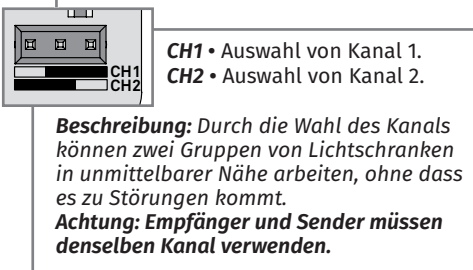 CH1
CH2
CH1 • Auswahl von Kanal 1.
CH2 • Auswahl von Kanal 2.
Beschreibung: Durch die Wahl des Kanals
können zwei Gruppen von Lichtschranken
in unmittelbarer Nähe arbeiten, ohne dass
es zu Störungen kommt.
Achtung: Empfänger und Sender müssen
denselben Kanal verwenden.